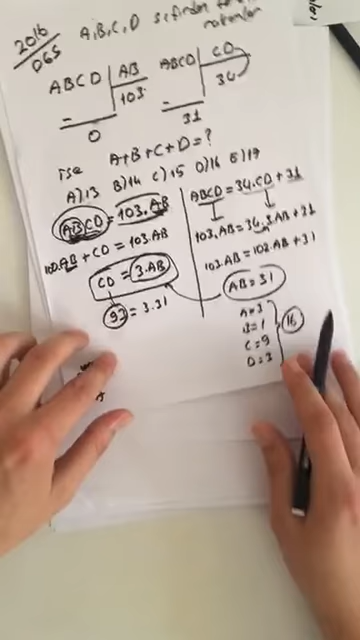 2016
DGS
A,B,C,D sıfırdan
rakamlar
ABCD | AB
103
0
ABCD | CD
34
31
ise A+B+C+D=?
A)13 B)14 C)15 D)16 E)17
ABCD = 103.AB
100.AB + CD = 103.AB
CD = 3.AB
93 = 3.31
ABCD = 34.CD + 31
103.AB = 34.3.AB + 31
103.AB = 102.AB + 31
AB = 31
A=3
B=1
C=9
D=3
16